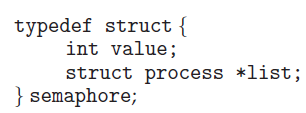 typedef struct {
int value;
struct process *list;
} semaphore;